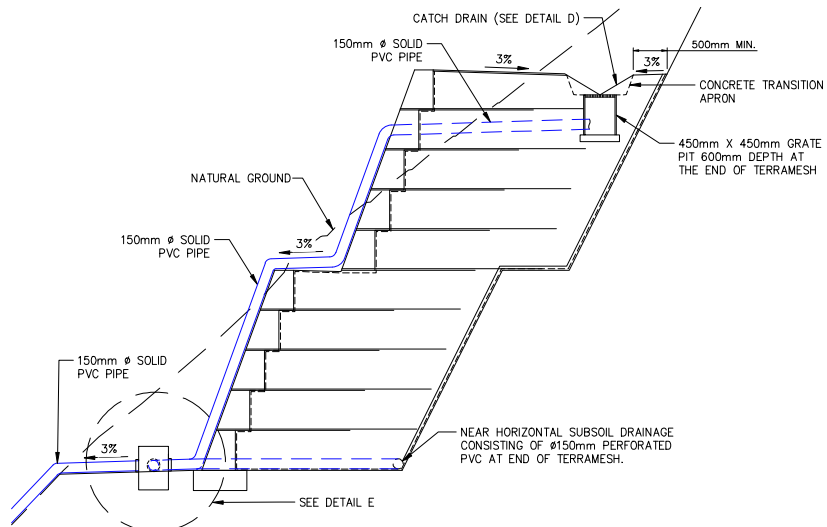 CATCH DRAIN (SEE DETAIL D)
150mm ø SOLID
PVC PIPE
500mm MIN.
3%
3%
CONCRETE TRANSITION
APRON
450mm X 450mm GRATE
PIT 600mm DEPTH AT
THE END OF TERRAMESH
NATURAL GROUND
150mm ø SOLID
PVC PIPE
3%
150mm ø SOLID
PVC PIPE
3%
NEAR HORIZONTAL SUBSOIL DRAINAGE
CONSISTING OF Ø150mm PERFORATED
PVC AT END OF TERRAMESH.
SEE DETAIL E